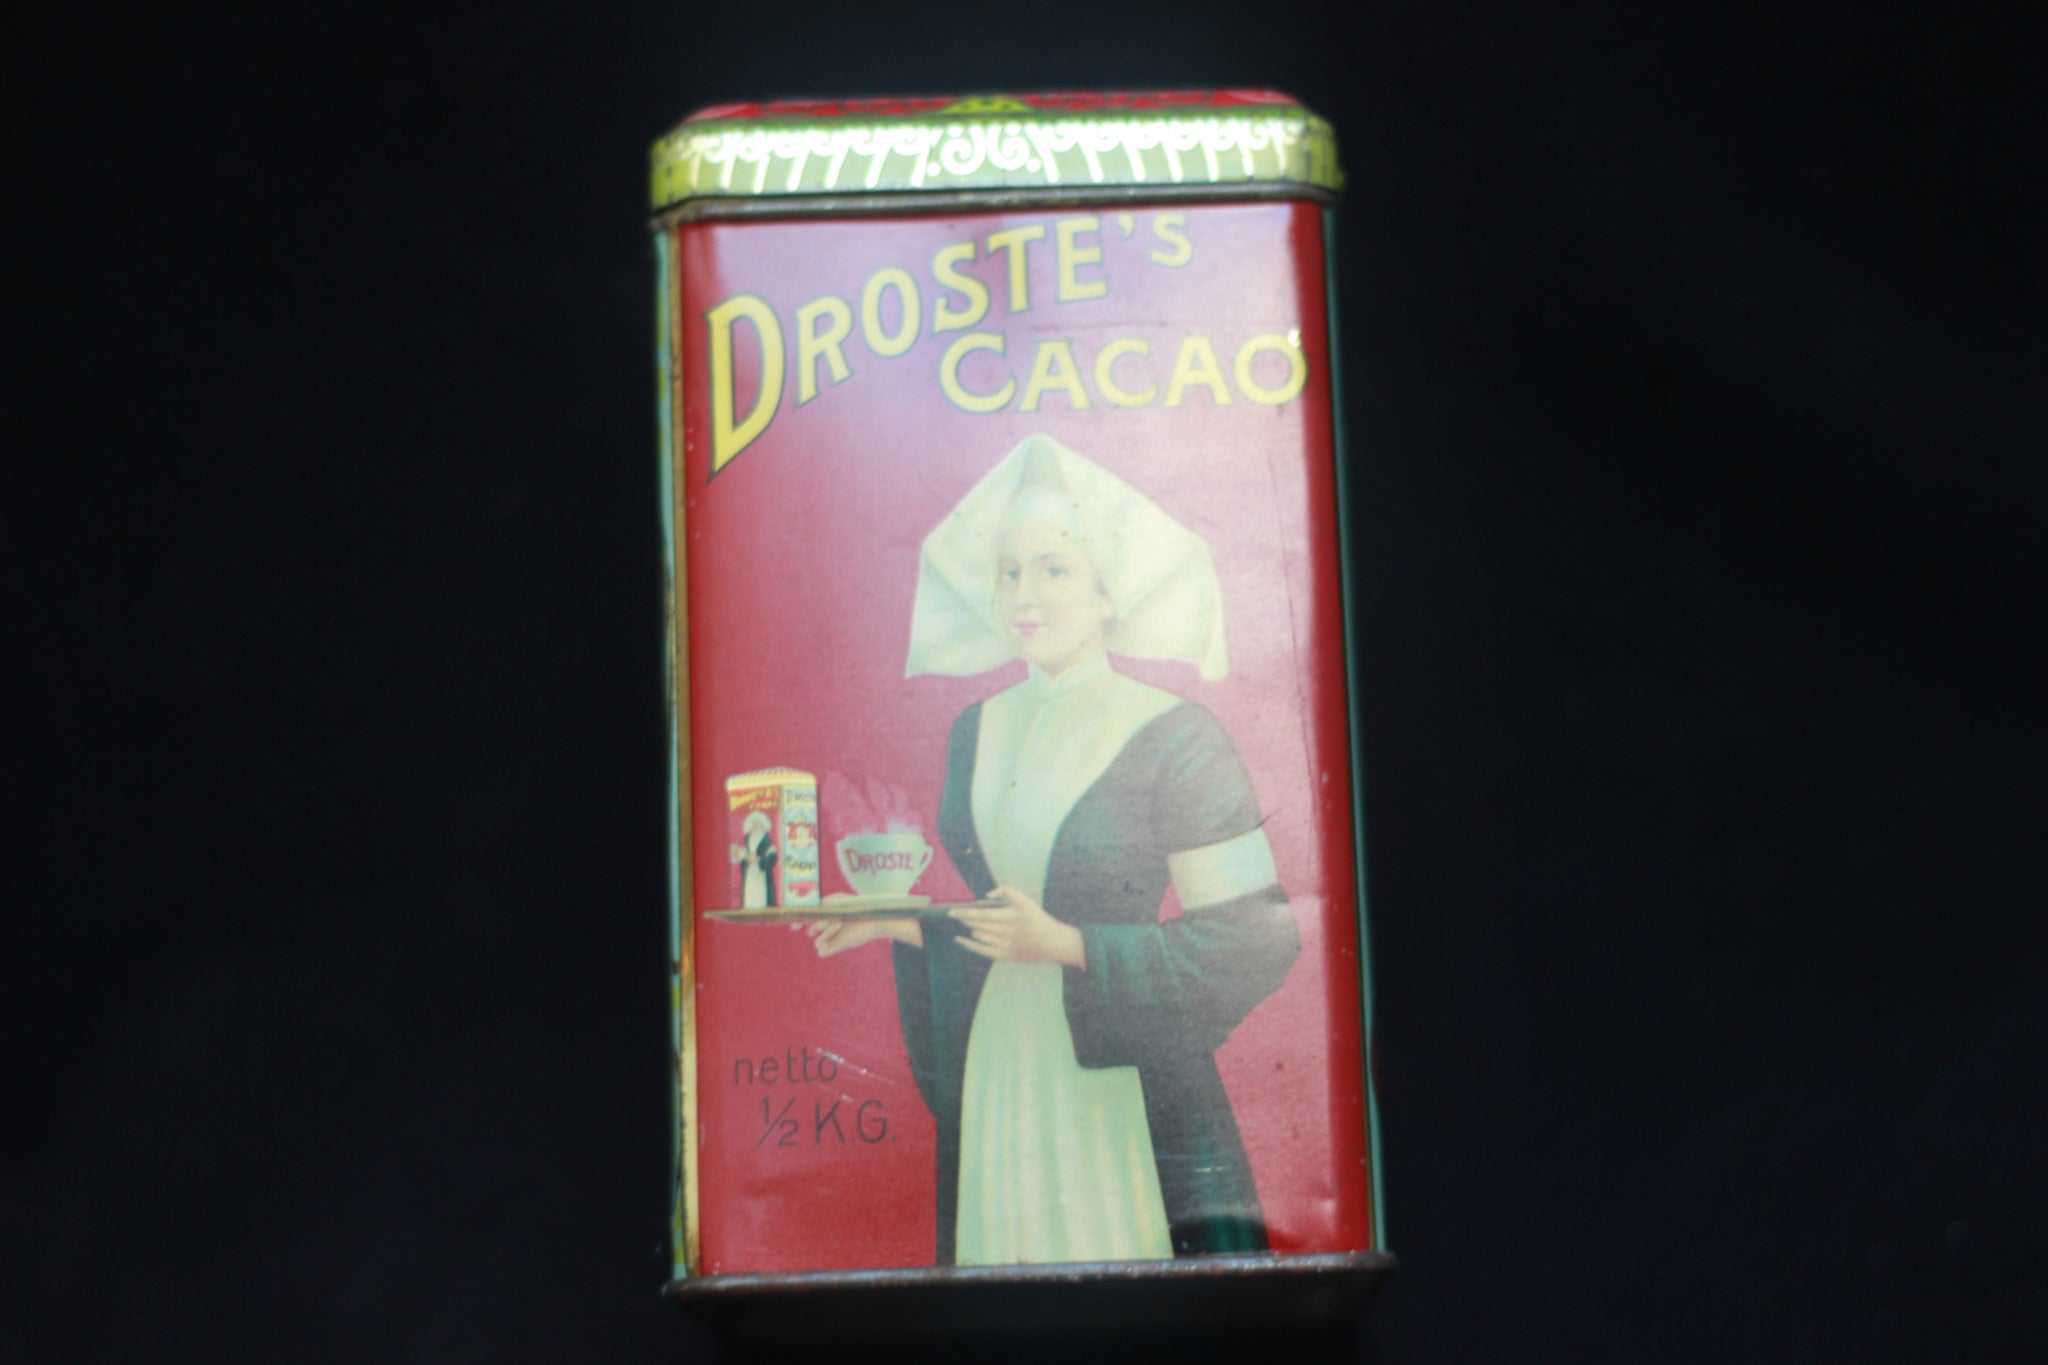 DROSTE'S
CACAO
DROSTE
netto
½ KG.